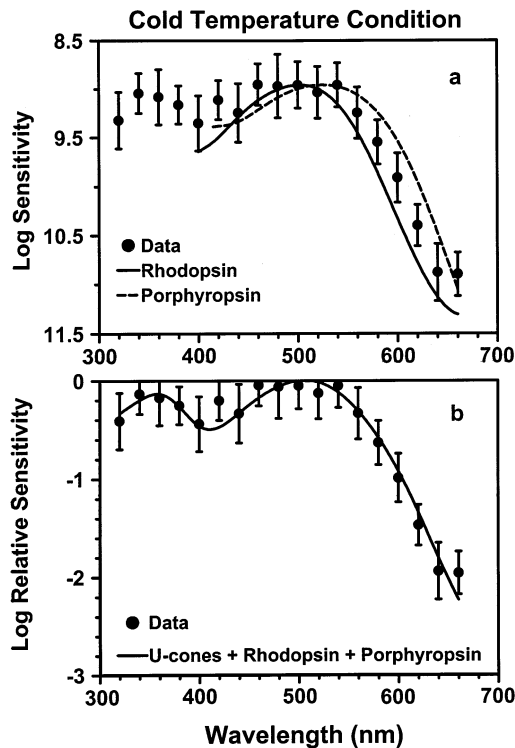 Cold Temperature Condition
8.5
a
9.5
Log Sensitivity
10.5
Data
Rhodopsin
Porphyropsin
11.5
300 400 500 600 700
0
b
-1
Log Relative Sensitivity
-2
Data
U-cones + Rhodopsin + Porphyropsin
-3
300 400 500 600 700
Wavelength (nm)